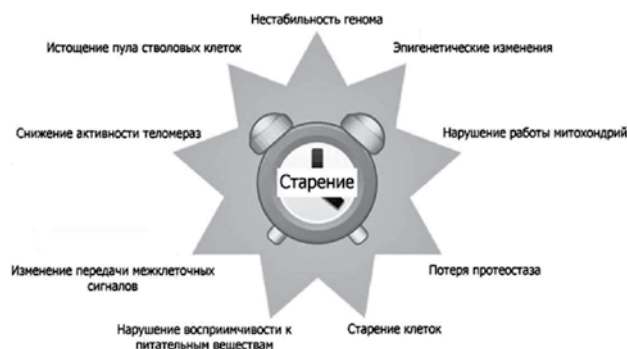 Нестабильность генома
Истощение пула стволовых клеток
Эпигенетические изменения
Снижение активности теломераз
Нарушение работы митохондрий
Старение
Изменение передачи межклеточных
сигналов
Потеря протеостаза
Нарушение восприимчивости к
питательным веществам
Старение клеток